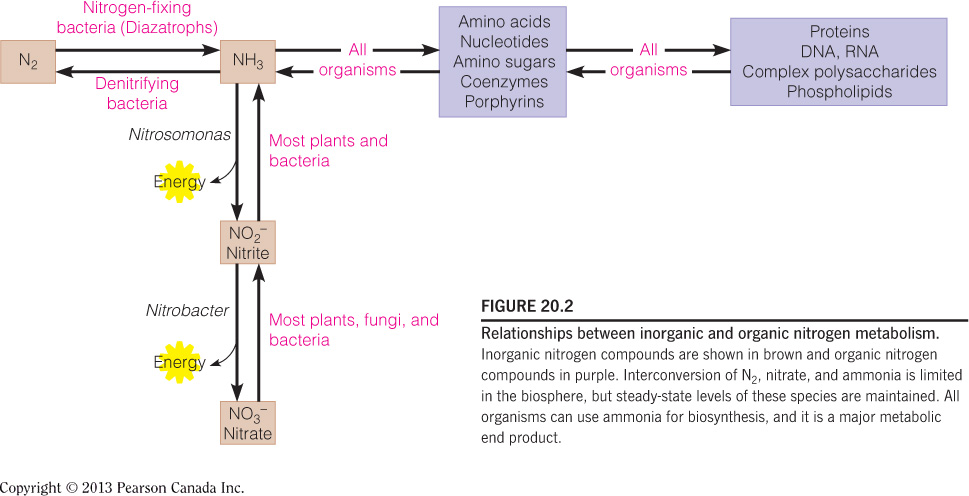 Nitrogen-fixing
bacteria (Diazatrophs)
N2
Denitrifying
bacteria
NH3
All
organisms
Amino acids
Nucleotides
Amino sugars
Coenzymes
Porphyrins
All
organisms
Proteins
DNA, RNA
Complex polysaccharides
Phospholipids
Nitrosomonas
Energy
Most plants and
bacteria
NO2–
Nitrite
Nitrobacter
Energy
Most plants, fungi, and
bacteria
NO3–
Nitrate
FIGURE 20.2
Relationships between inorganic and organic nitrogen metabolism.
Inorganic nitrogen compounds are shown in brown and organic nitrogen
compounds in purple. Interconversion of N2, nitrate, and ammonia is limited
in the biosphere, but steady-state levels of these species are maintained. All
organisms can use ammonia for biosynthesis, and it is a major metabolic
end product.
Copyright © 2013 Pearson Canada Inc.